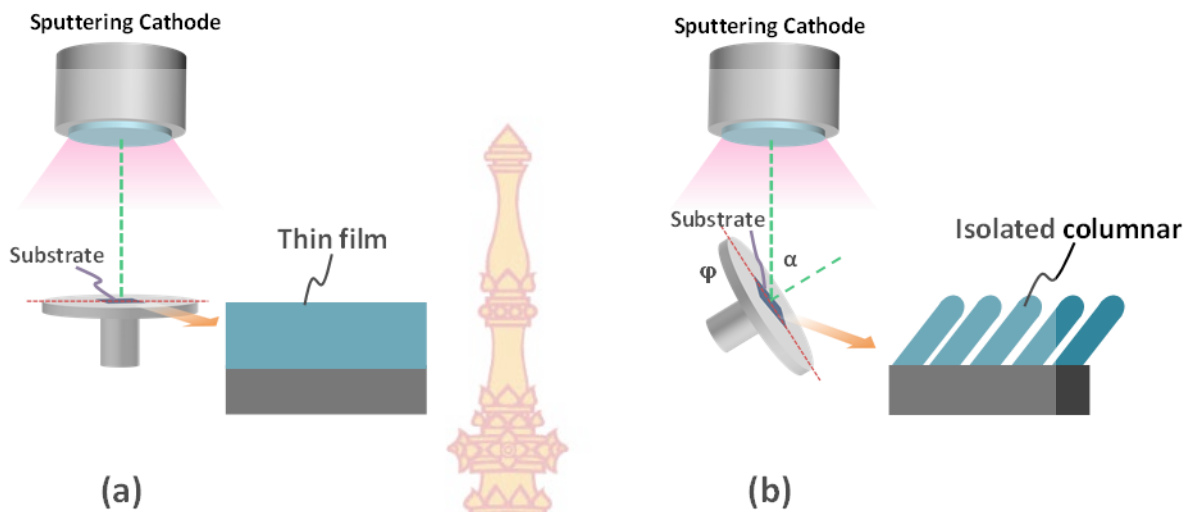 Sputtering Cathode
Substrate
Thin film
(a)
Sputtering Cathode
Substrate
α
φ
Isolated columnar
(b)